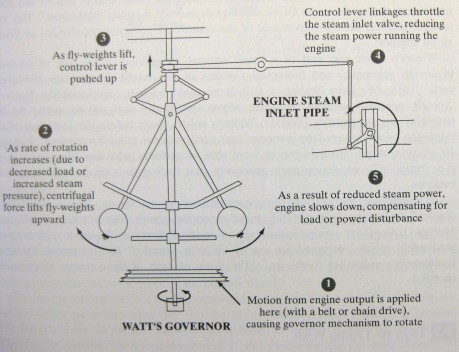 Control lever linkages throttle
the steam inlet valve, reducing
the steam power running the
engine
4
3
As fly-weights lift,
control lever is
pushed up
ENGINE STEAM
INLET PIPE
2
As rate of rotation
increases (due to
decreased load or
increased steam
pressure), centrifugal
force lifts fly-weights
upward
5
As a result of reduced steam power,
engine slows down, compensating for
load or power disturbance
1
Motion from engine output is applied
here (with a belt or chain drive),
causing governor mechanism to rotate
WATT'S GOVERNOR